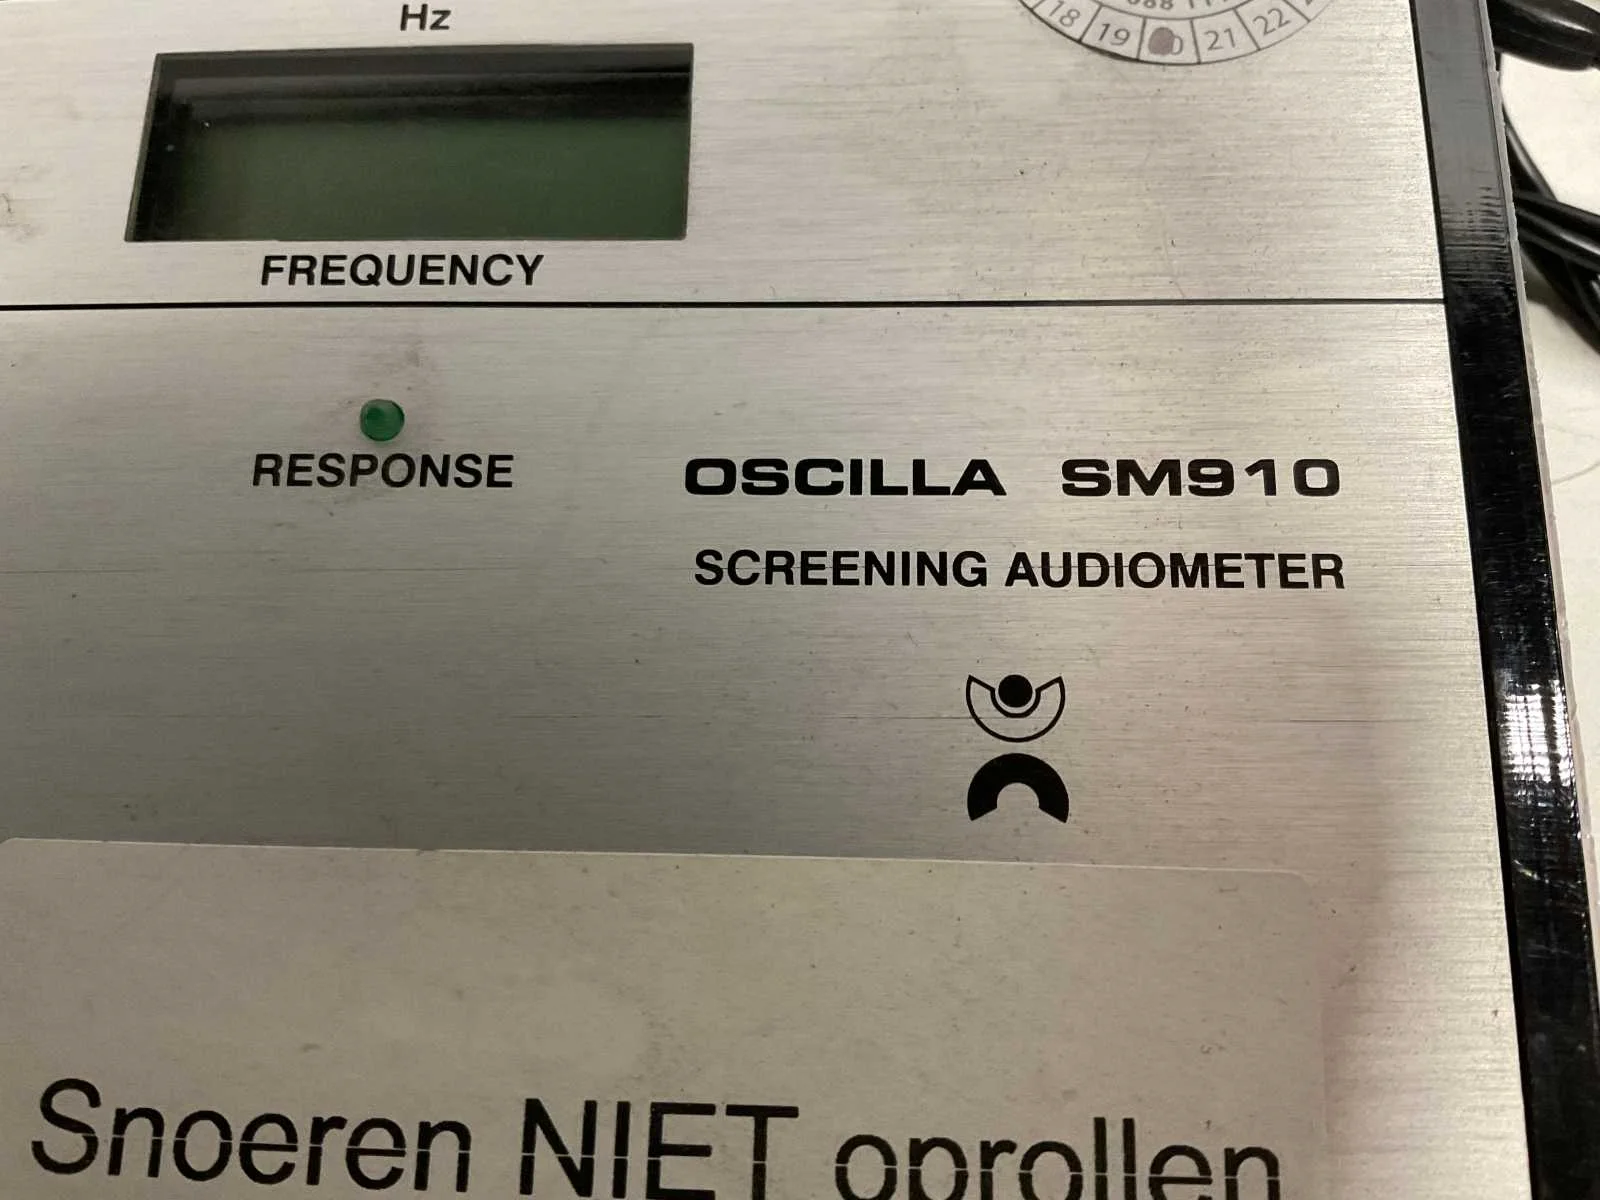 Hz
18 19 21 22
FREQUENCY
RESPONSE
OSCILLA SM910
SCREENING AUDIOMETER
Snoeren NIET oprollen